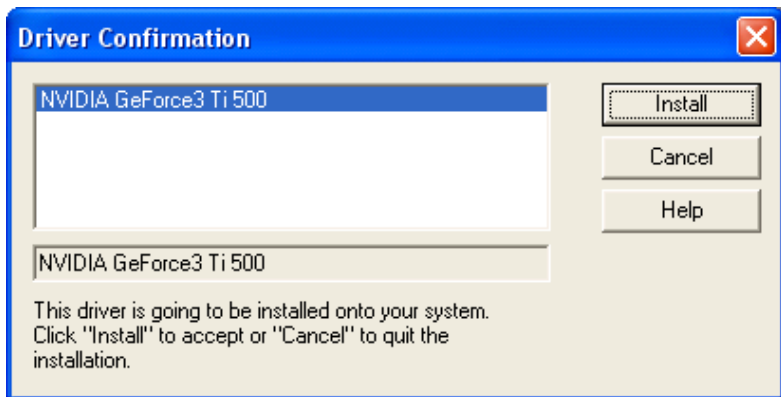 Driver Confirmation
NVIDIA GeForce3 Ti 500
Install
Cancel
Help
NVIDIA GeForce3 Ti 500
This driver is going to be installed onto your system.
Click "Install" to accept or "Cancel" to quit the
installation.